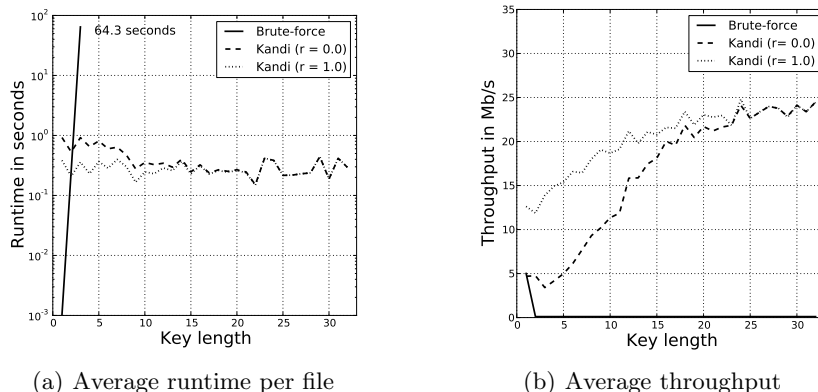 10^2
10^1
10^0
10^-1
10^-2
10^-3
Runtime in seconds
64.3 seconds
Brute-force
Kandi (r = 0.0)
Kandi (r = 1.0)
0 5 10 15 20 25 30
Key length
(a) Average runtime per file
35
30
25
20
15
10
5
0
Throughput in Mb/s
Brute-force
Kandi (r= 0.0)
Kandi (r= 1.0)
0 5 10 15 20 25 30
Key length
(b) Average throughput